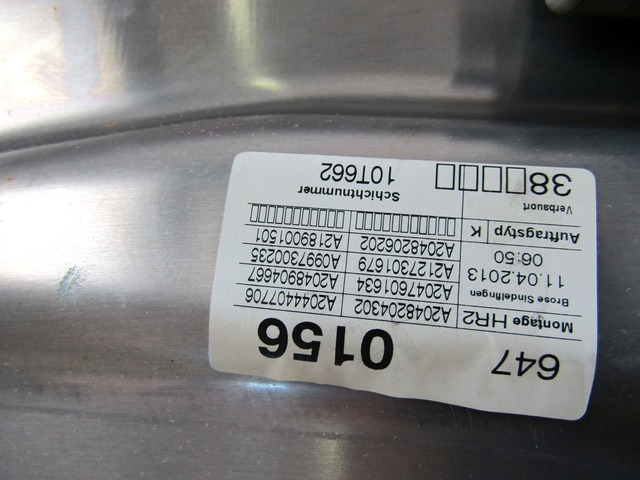 647 0156
Montage HR2 A2048204302 A2044407706
Brose Sindelfingen A2047601634 A2048904667
11.04.2013 A2127301679 A0997300235
06:50 A2048206202 A2189001501
Auftragstyp K □□□□□□□□□□□ □□□□□□□□□□□
Verbauort Schichtnummer
38□□□□ 10T662